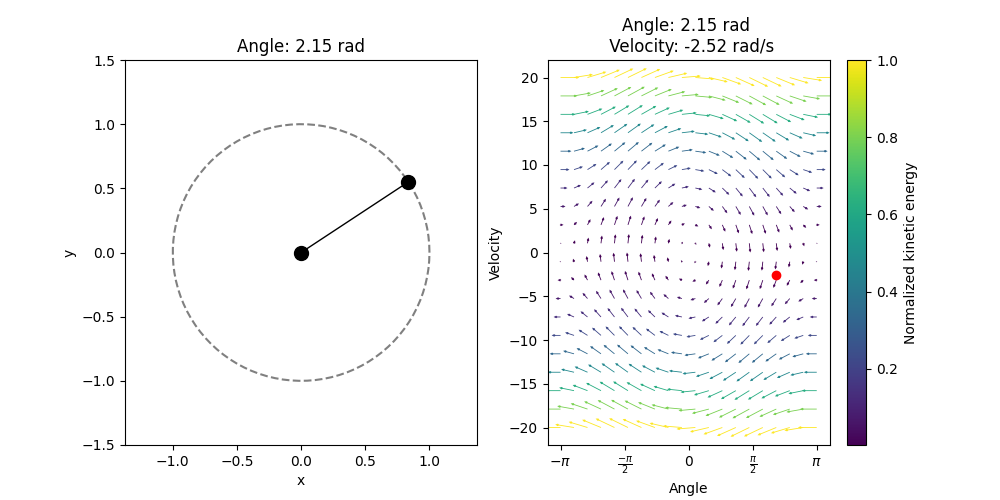 Angle: 2.15 rad
1.5
1.0
0.5
0.0
−0.5
−1.0
−1.5
y
−1.0
−0.5
0.0
0.5
1.0
x
Angle: 2.15 rad
Velocity: -2.52 rad/s
20
15
10
5
0
−5
−10
−15
−20
Velocity
−π
−π/2
0
π/2
π
Angle
1.0
0.8
0.6
0.4
0.2
Normalized kinetic energy